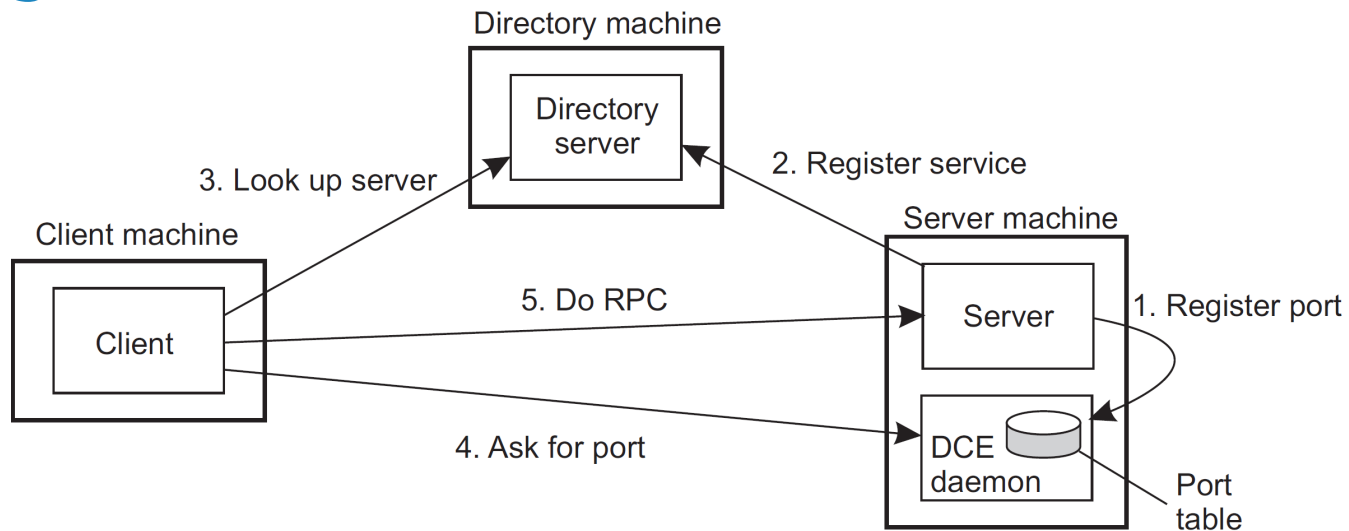 Directory machine
Directory
server
2. Register service
3. Look up server
Server machine
Client machine
5. Do RPC
1. Register port
Server
Client
4. Ask for port
DCE
daemon
Port
table